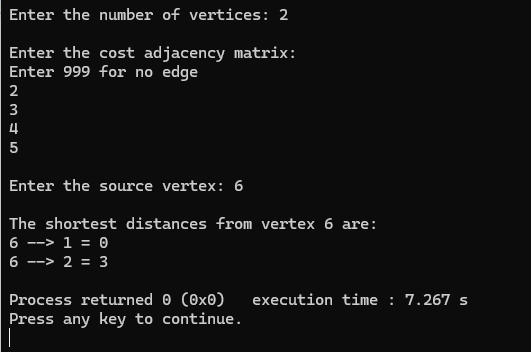 Enter the number of vertices: 2
Enter the cost adjacency matrix:
Enter 999 for no edge
2
3
4
5
Enter the source vertex: 6
The shortest distances from vertex 6 are:
6 --> 1 = 0
6 --> 2 = 3
Process returned 0 (0x0)   execution time : 7.267 s
Press any key to continue.